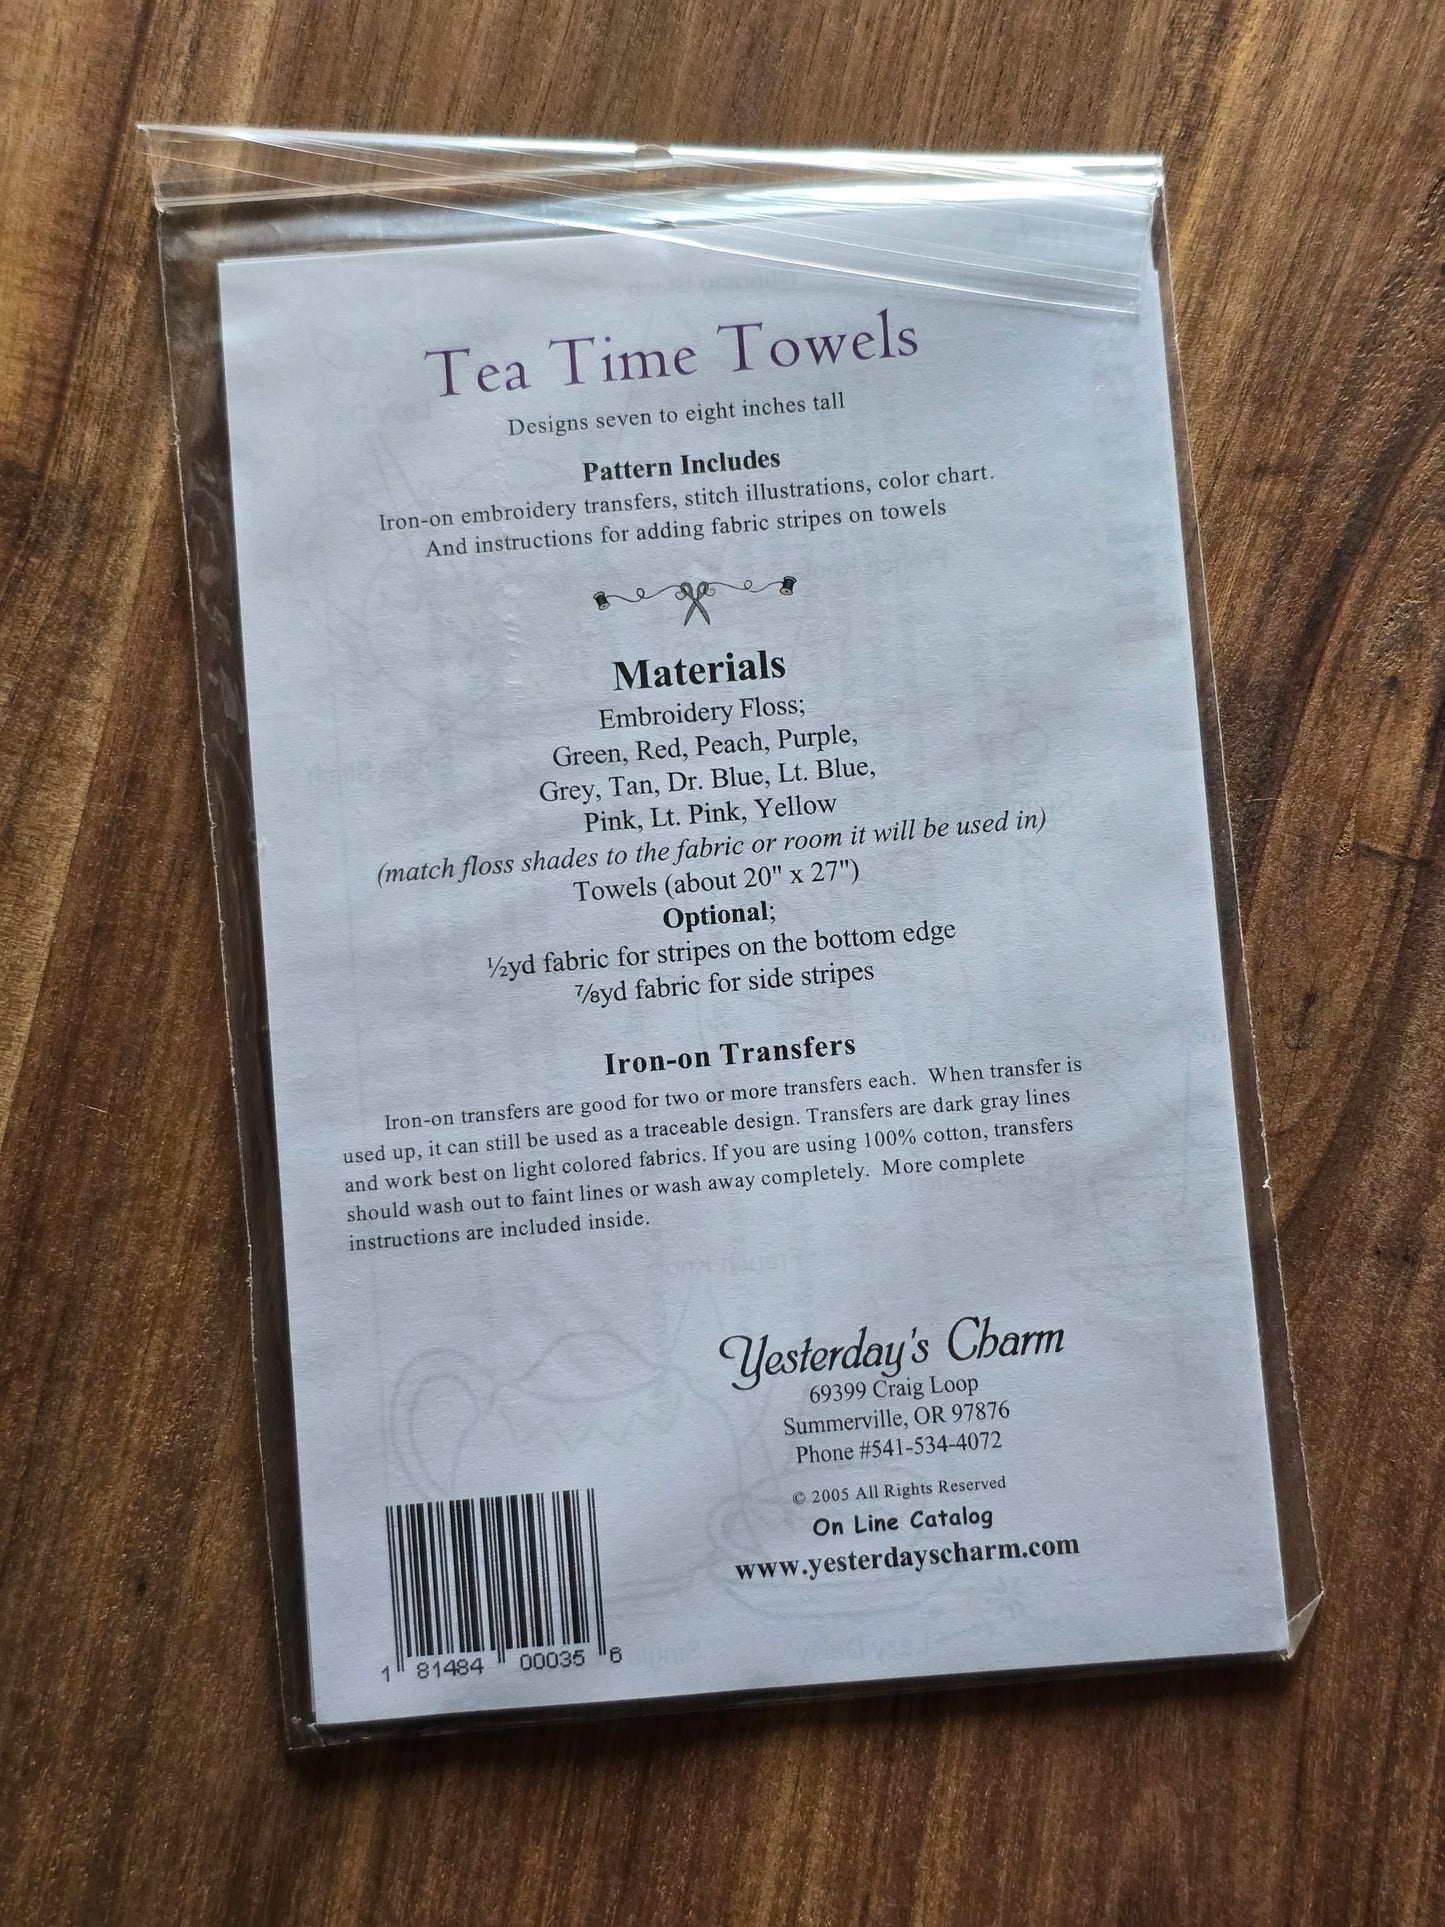 Tea Time Towels
Designs seven to eight inches tall
Pattern Includes
Iron-on embroidery transfers, stitch illustrations, color chart.
And instructions for adding fabric stripes on towels
Materials
Embroidery Floss;
Green, Red, Peach, Purple,
Grey, Tan, Dr. Blue, Lt. Blue,
Pink, Lt. Pink, Yellow
(match floss shades to the fabric or room it will be used in)
Towels (about 20" x 27")
Optional;
½yd fabric for stripes on the bottom edge
⅞yd fabric for side stripes
Iron-on Transfers
Iron-on transfers are good for two or more transfers each. When transfer is
used up, it can still be used as a traceable design. Transfers are dark gray lines
and work best on light colored fabrics. If you are using 100% cotton, transfers
should wash out to faint lines or wash away completely. More complete
instructions are included inside.
Yesterday's Charm
69399 Craig Loop
Summerville, OR 97876
Phone #541-534-4072
© 2005 All Rights Reserved
On Line Catalog
www.yesterdayscharm.com
1 81484 00035 6